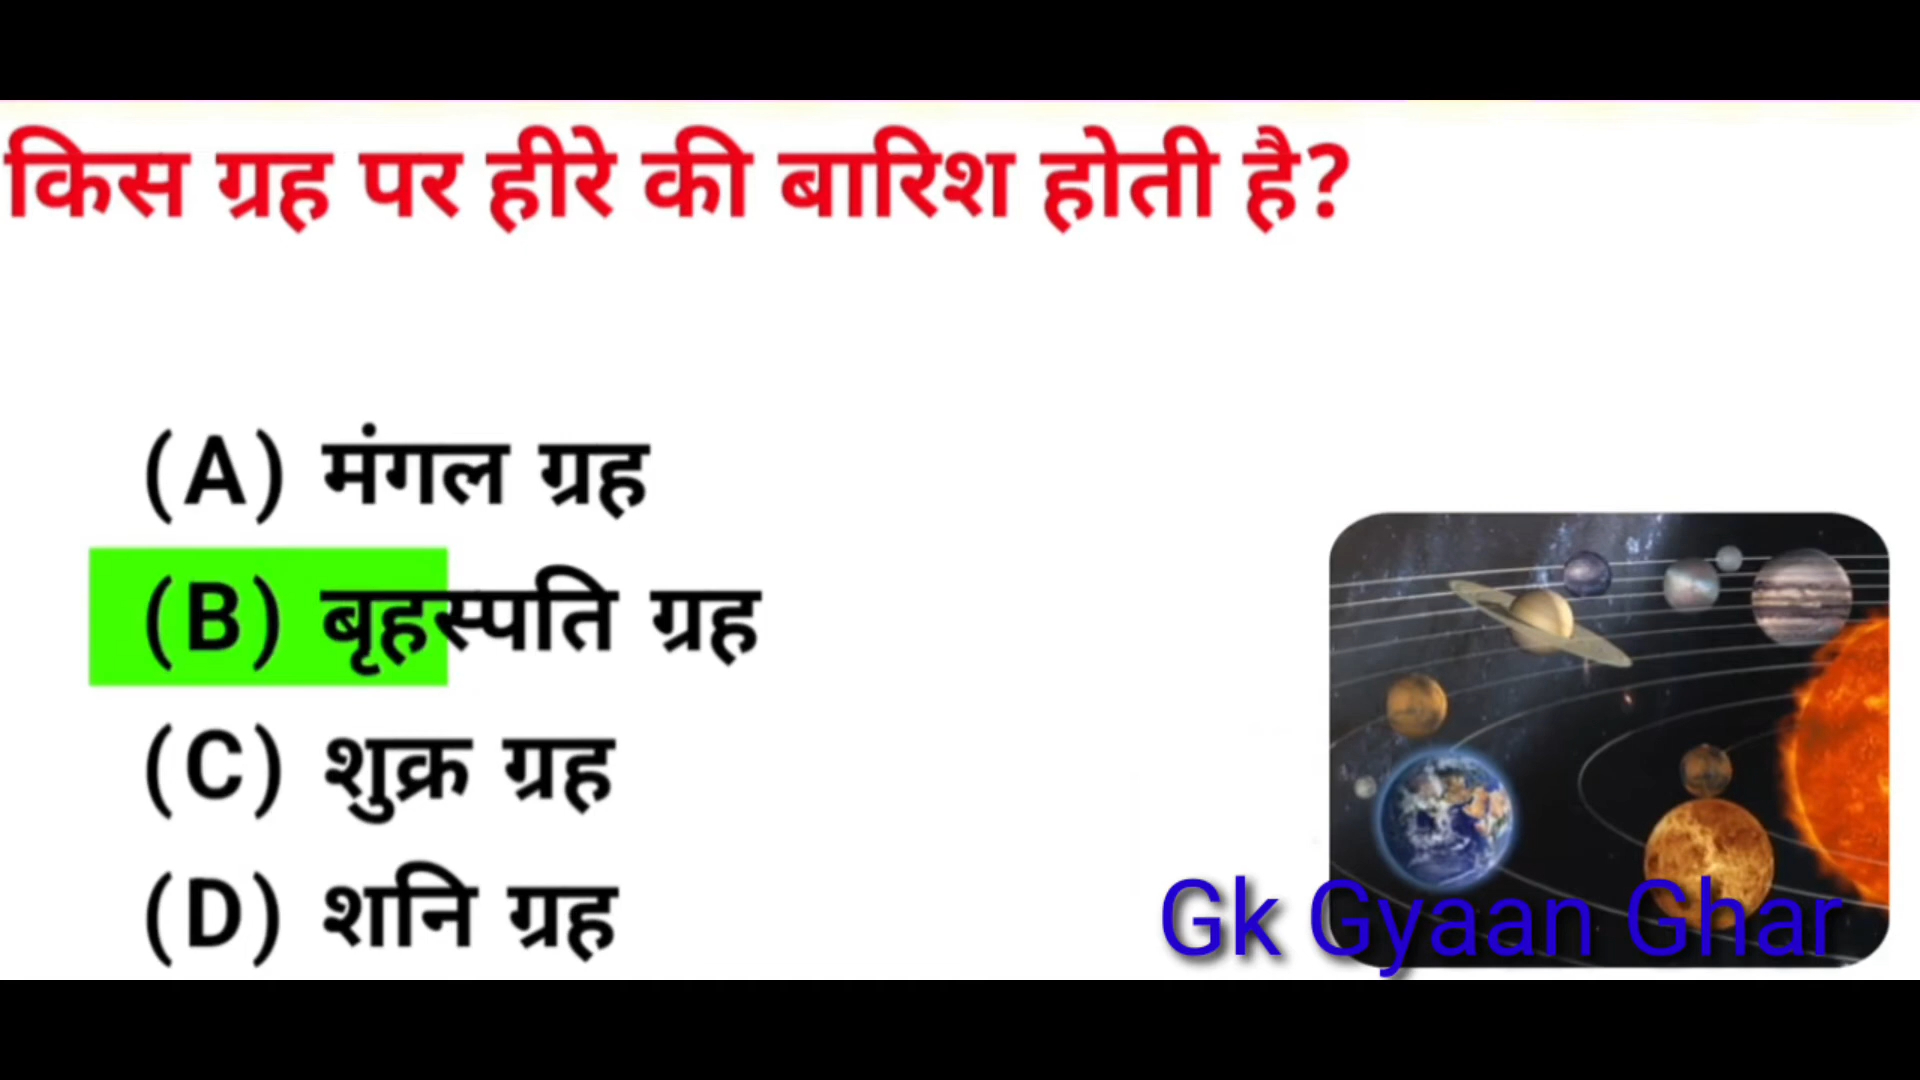 किस ग्रह पर हीरे की बारिश होती है?
(A) मंगल ग्रह
(B) बृहस्पति ग्रह
(C) शुक्र ग्रह
(D) शनि ग्रह
Gk Gyaan Ghar